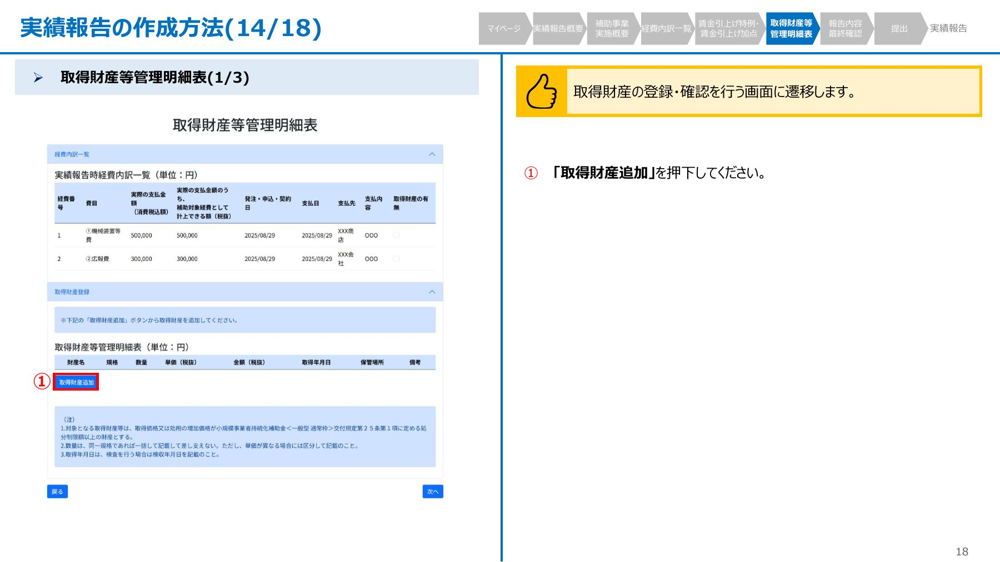 実績報告の作成方法(14/18)
マイページ
実績報告概要
補助事業
実施概要
経費内訳一覧
賃金引上げ特例・
賃金引上げ加点
取得財産等
管理明細表
報告内容
最終確認
提出
実績報告
➢ 取得財産等管理明細表(1/3)
取得財産等管理明細表
経費内訳一覧
実績報告時経費内訳一覧（単位：円）
経費番号 費目 実際の支払金額（消費税込額） 実際の支払金額のうち、補助対象経費として計上できる額（税抜） 発注・申込・契約日 支払日 支払先 支払内容 取得財産の有無
1 ①機械装置等費 500,000 500,000 2025/08/29 2025/08/29 XXX商店 OOO
2 ②広報費 300,000 300,000 2025/08/29 2025/08/29 XXX会社 OOO
取得財産登録
※下記の「取得財産追加」ボタンから取得財産を追加してください。
取得財産等管理明細表（単位：円）
財産名 規格 数量 単価（税抜） 金額（税抜） 取得年月日 保管場所 備考
① 取得財産追加
（注）
1.対象となる取得財産等は、取得価格又は効用の増加価格が小規模事業者持続化補助金＜一般型 通常枠＞交付規定第２５条第１項に定める処
分制限額以上の財産とする。
2.数量は、同一規格であれば一括して記載して差し支えない。ただし、単価が異なる場合には区分して記載のこと。
3.取得年月日は、検査を行う場合は検収年月日を記載のこと。
戻る
次へ
取得財産の登録・確認を行う画面に遷移します。
① 「取得財産追加」を押下してください。
18